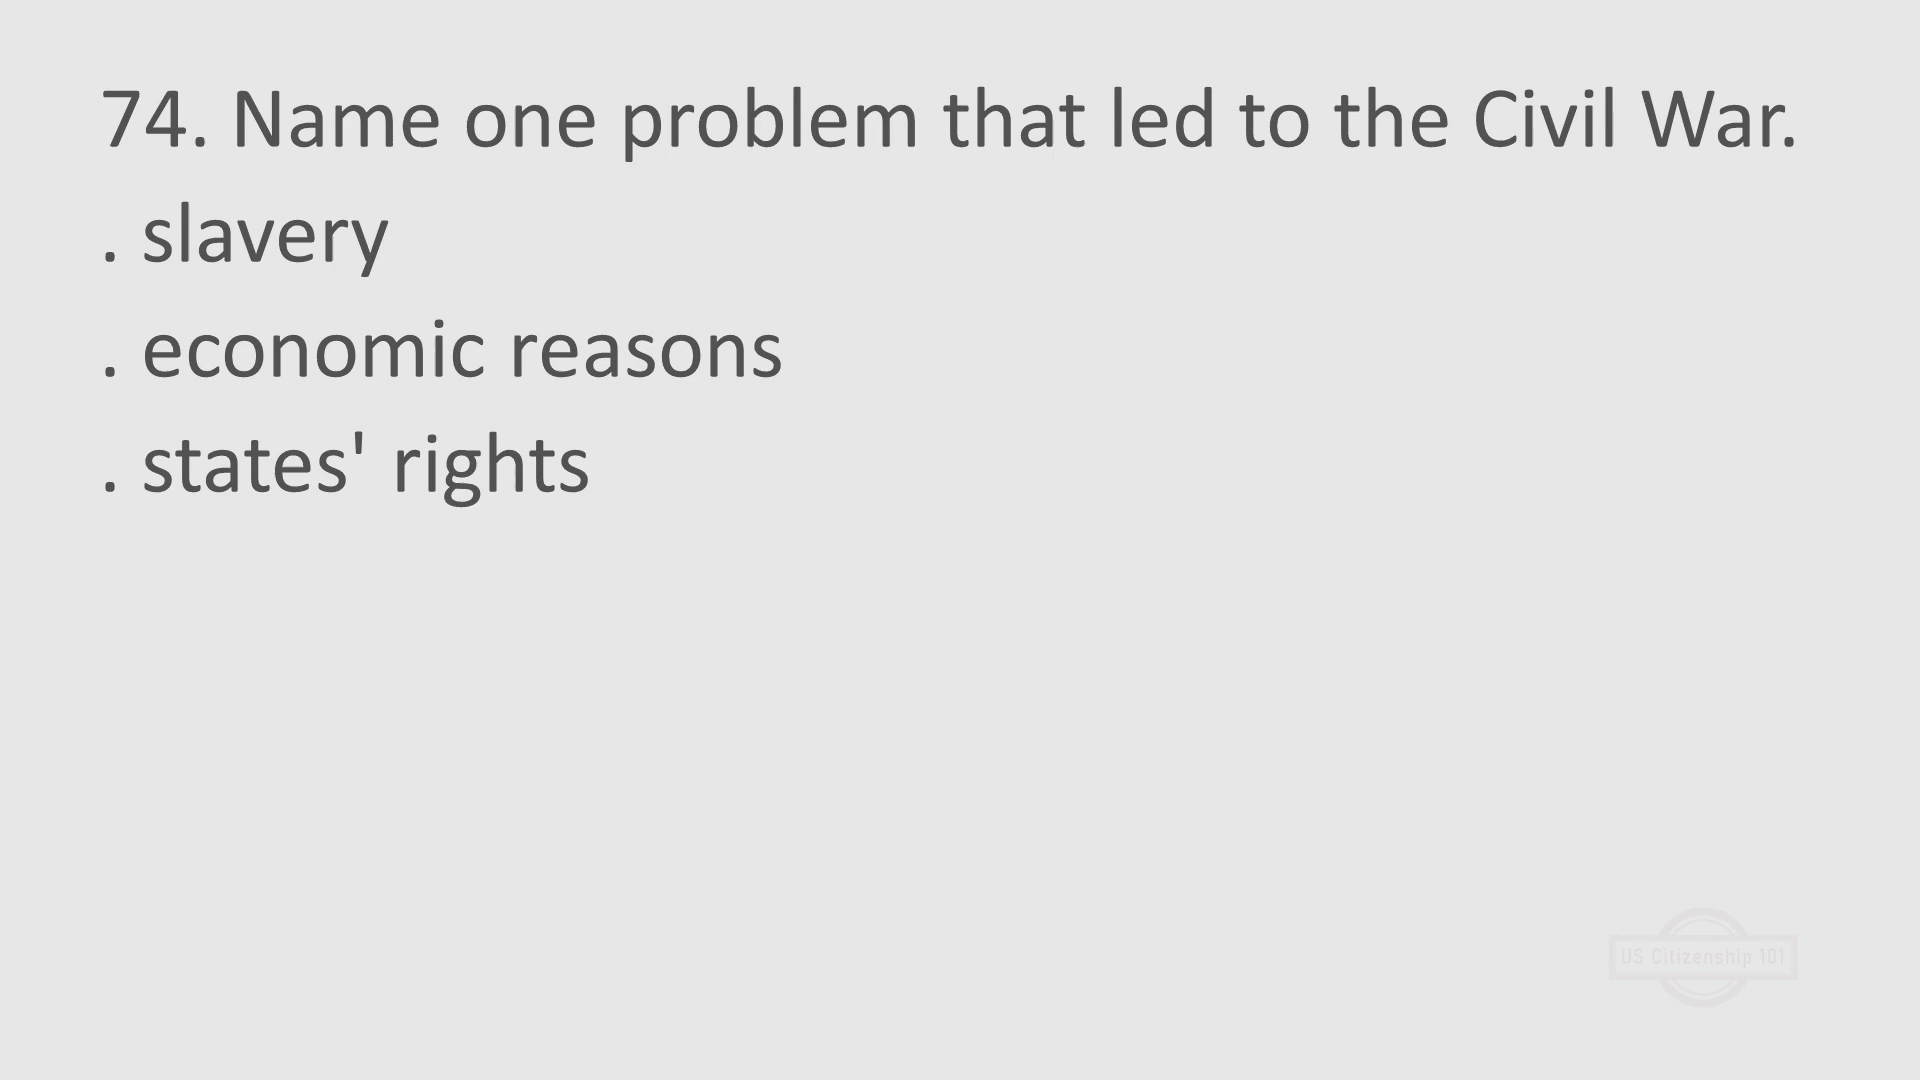 74. Name one problem that led to the Civil War.
. slavery
. economic reasons
. states' rights
US Citizenship 101